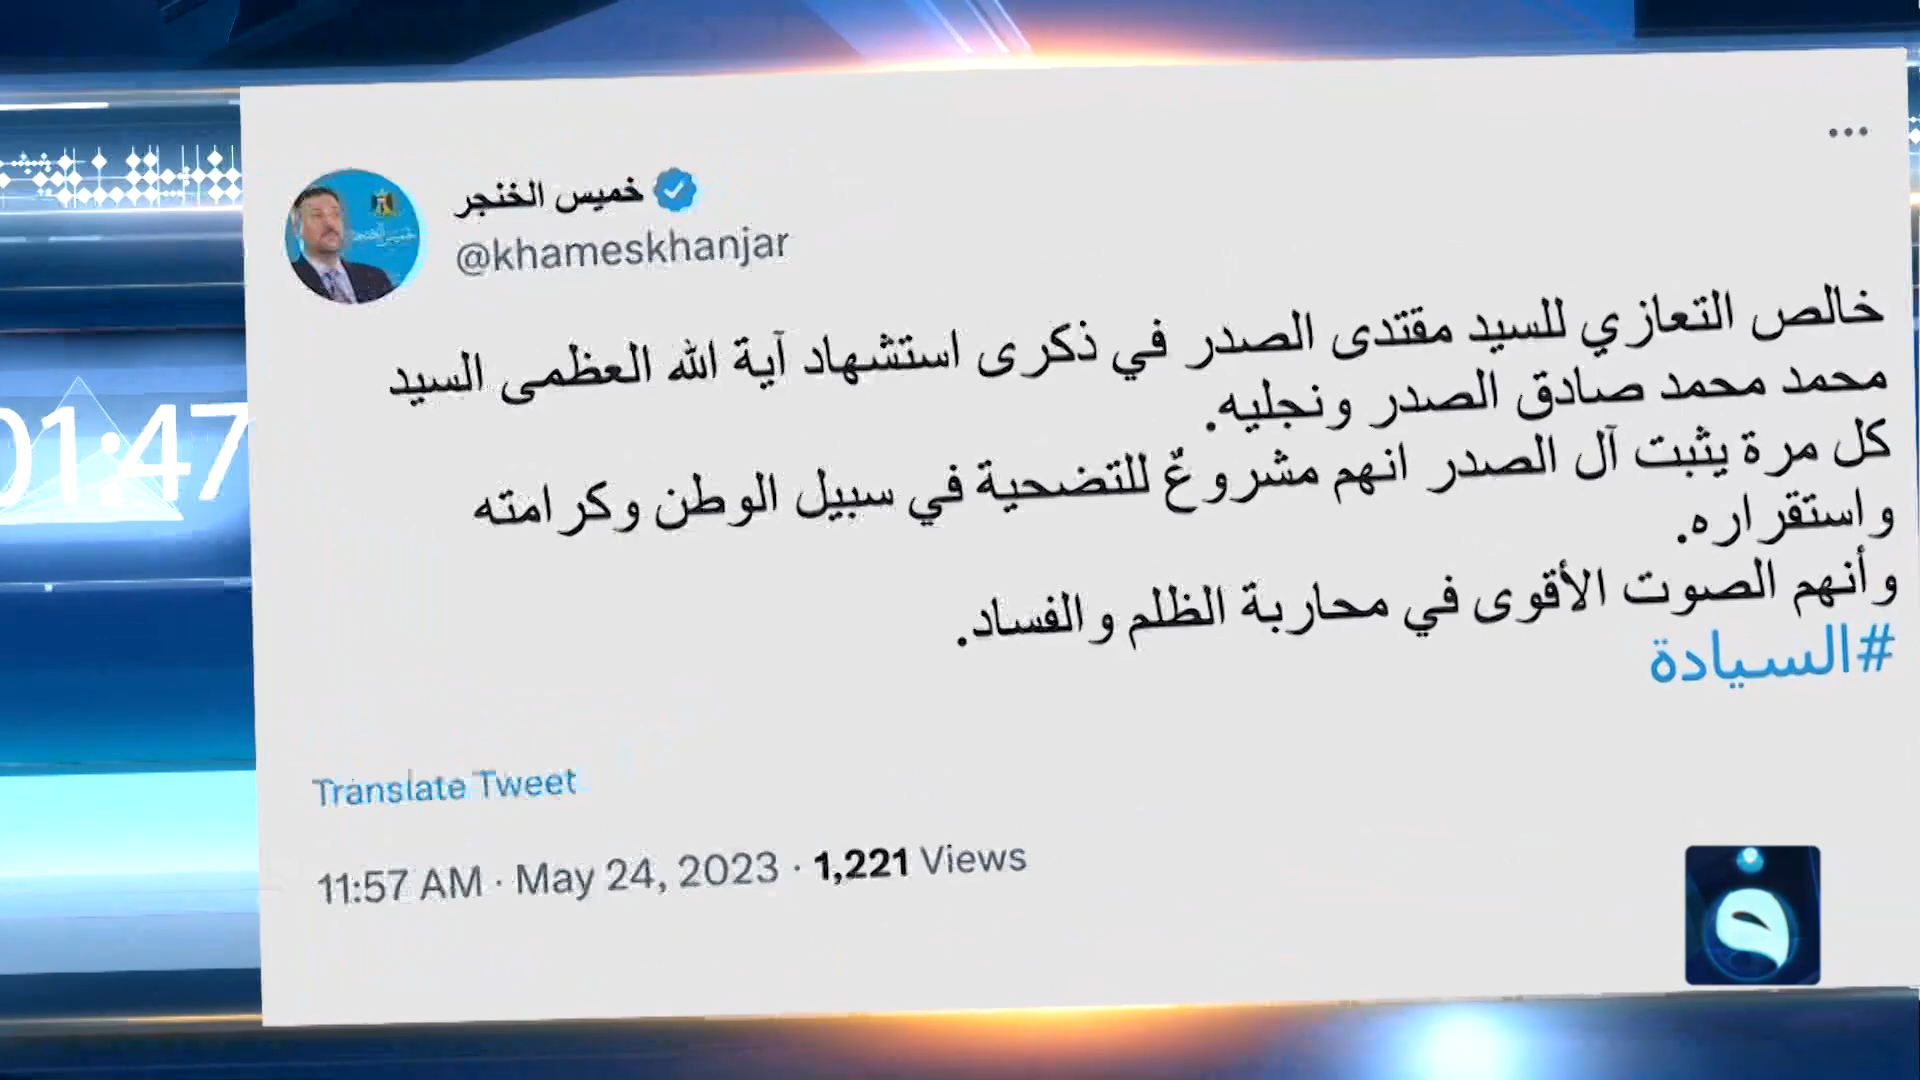 خميس الخنجر
@khameskhanjar
خالص التعازي للسيد مقتدى الصدر في ذكرى استشهاد آية الله العظمى السيد
محمد محمد صادق الصدر ونجليه.
كل مرة يثبت آل الصدر انهم مشروعٌ للتضحية في سبيل الوطن وكرامته
واستقراره.
وأنهم الصوت الأقوى في محاربة الظلم والفساد.
#السيادة
Translate Tweet
11:57 AM · May 24, 2023 · 1,221 Views
01:47